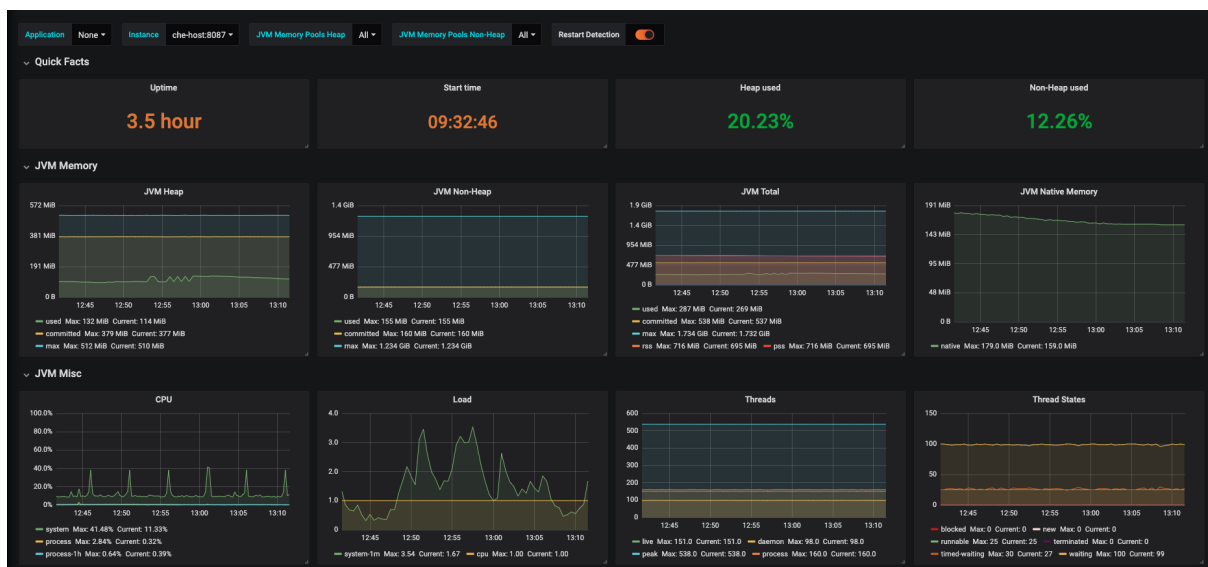 Application None Instance che-host:8087 JVM Memory Pools Heap All JVM Memory Pools Non-Heap All Restart Detection
Quick Facts
Uptime
3.5 hour
Start time
09:32:46
Heap used
20.23%
Non-Heap used
12.26%
JVM Memory
JVM Heap
572 MiB
381 MiB
191 MiB
0 B
12:45 12:50 12:55 13:00 13:05 13:10
used Max: 132 MiB Current: 114 MiB
committed Max: 379 MiB Current: 377 MiB
max Max: 512 MiB Current: 510 MiB
JVM Non-Heap
1.4 GiB
954 MiB
477 MiB
0 B
12:45 12:50 12:55 13:00 13:05 13:10
used Max: 155 MiB Current: 155 MiB
committed Max: 160 MiB Current: 160 MiB
max Max: 1.234 GiB Current: 1.234 GiB
JVM Total
1.9 GiB
1.4 GiB
954 MiB
477 MiB
0 B
12:45 12:50 12:55 13:00 13:05 13:10
used Max: 287 MiB Current: 269 MiB
committed Max: 538 MiB Current: 537 MiB
max Max: 1.734 GiB Current: 1.732 GiB
rss Max: 716 MiB Current: 695 MiB pss Max: 716 MiB Current: 695 MiB
JVM Native Memory
191 MiB
143 MiB
95 MiB
48 MiB
0 B
12:45 12:50 12:55 13:00 13:05 13:10
native Max: 179.0 MiB Current: 159.0 MiB
JVM Misc
CPU
100.0%
80.0%
60.0%
40.0%
20.0%
0%
12:45 12:50 12:55 13:00 13:05 13:10
system Max: 41.48% Current: 11.33%
process Max: 2.84% Current: 0.32%
process-1h Max: 0.64% Current: 0.39%
Load
4.0
3.0
2.0
1.0
0
12:45 12:50 12:55 13:00 13:05 13:10
system-1m Max: 3.54 Current: 1.67 cpu Max: 1.00 Current: 1.00
Threads
600
500
400
300
200
100
0
12:45 12:50 12:55 13:00 13:05 13:10
live Max: 151.0 Current: 151.0 daemon Max: 98.0 Current: 98.0
peak Max: 538.0 Current: 538.0 process Max: 160.0 Current: 160.0
Thread States
150
100
50
0
12:45 12:50 12:55 13:00 13:05 13:10
blocked Max: 0 Current: 0 new Max: 0 Current: 0
runnable Max: 25 Current: 25 terminated Max: 0 Current: 0
timed-waiting Max: 30 Current: 27 waiting Max: 100 Current: 99